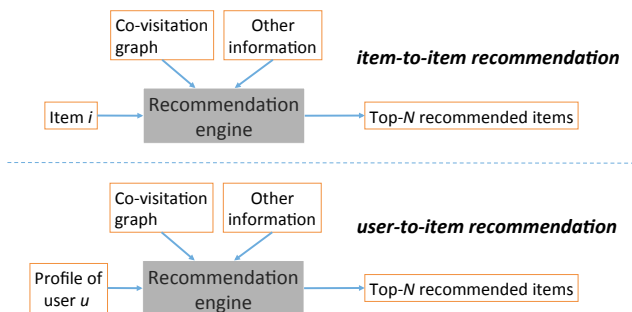 Co-visitation
graph
Other
information
item-to-item recommendation
Item i
Recommendation
engine
Top-N recommended items
Co-visitation
graph
Other
information
user-to-item recommendation
Profile of
user u
Recommendation
engine
Top-N recommended items